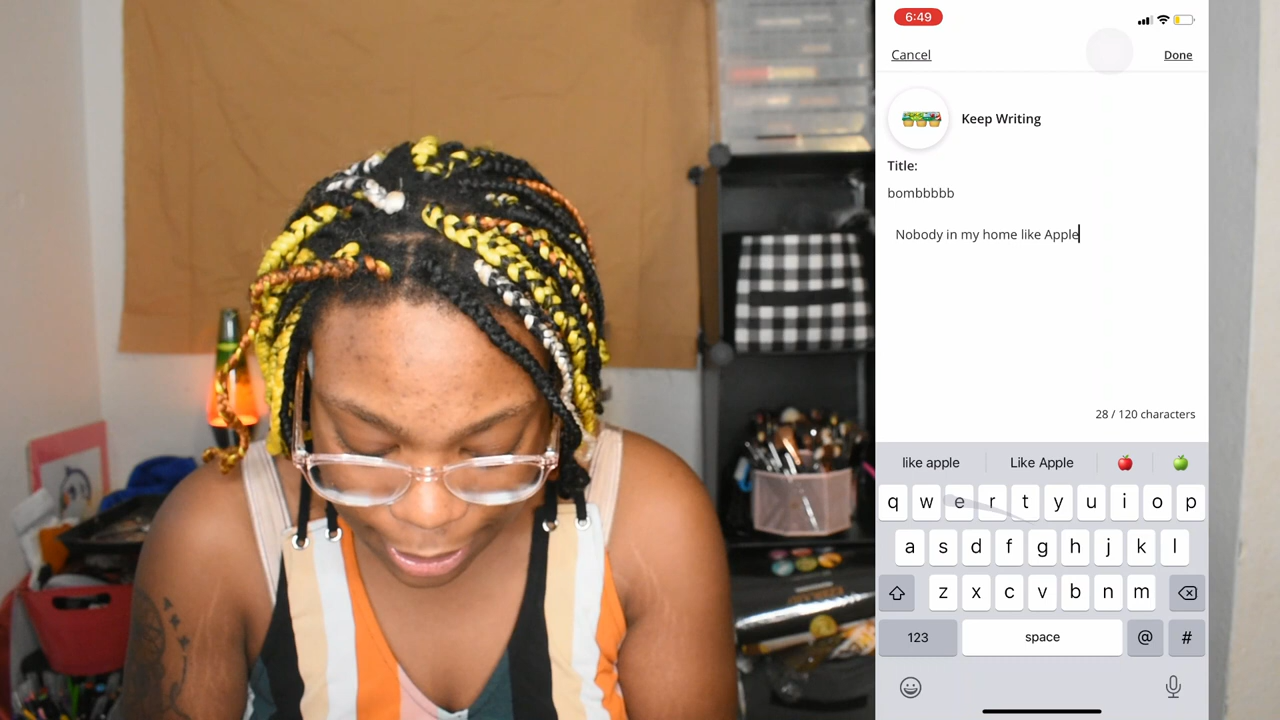 6:49
Cancel
Done
Keep Writing
Title:
bombbbbb
Nobody in my home like Apple
28 / 120 characters
like apple Like Apple
q w e r t y u i o p
a s d f g h j k l
z x c v b n m
123 space @ #